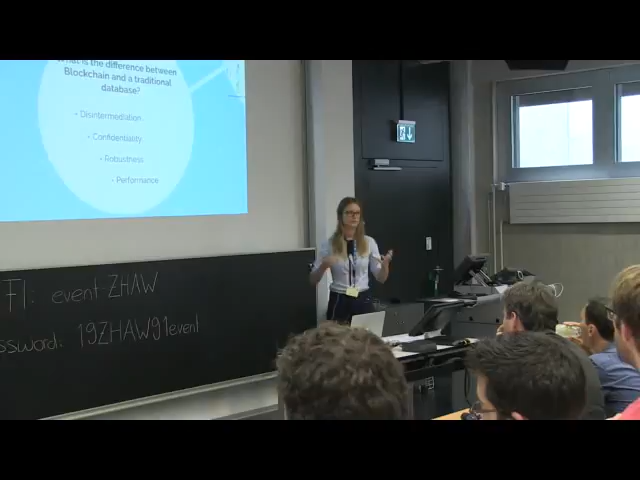 What is the difference between
Blockchain and a traditional
database?
• Disintermediation
• Confidentiality
• Robustness
• Performance
FI: event-ZHAW
ssword: 19ZHAW91event